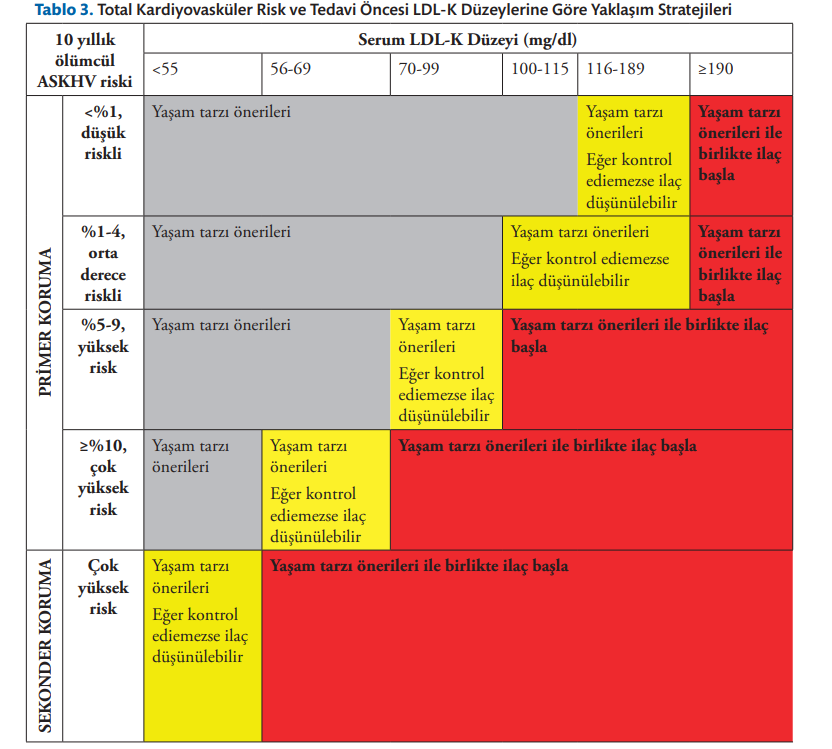 Tablo 3. Total Kardiyovasküler Risk ve Tedavi Öncesi LDL-K Düzeylerine Göre Yaklaşım Stratejileri
10 yıllık
ölümcül
ASKHV riski
Serum LDL-K Düzeyi (mg/dl)
<55
56-69
70-99
100-115
116-189
≥190
PRİMER KORUMA
<%1,
düşük
riskli
Yaşam tarzı önerileri
Yaşam tarzı
önerileri
Eğer kontrol
ediemezse ilaç
düşünülebilir
Yaşam tarzı
önerileri ile
birlikte ilaç
başla
%1-4,
orta
derece
riskli
Yaşam tarzı önerileri
Yaşam tarzı önerileri
Eğer kontrol ediemezse
ilaç düşünülebilir
Yaşam tarzı
önerileri ile
birlikte ilaç
başla
%5-9,
yüksek
risk
Yaşam tarzı önerileri
Yaşam tarzı
önerileri
Eğer kontrol
ediemezse ilaç
düşünülebilir
Yaşam tarzı önerileri ile birlikte ilaç
başla
≥%10,
çok
yüksek
risk
Yaşam tarzı
önerileri
Yaşam tarzı
önerileri
Eğer kontrol
ediemezse ilaç
düşünülebilir
Yaşam tarzı önerileri ile birlikte ilaç başla
SEKONDER KORUMA
Çok
yüksek
risk
Yaşam tarzı
önerileri
Eğer kontrol
ediemezse ilaç
düşünülebilir
Yaşam tarzı önerileri ile birlikte ilaç başla